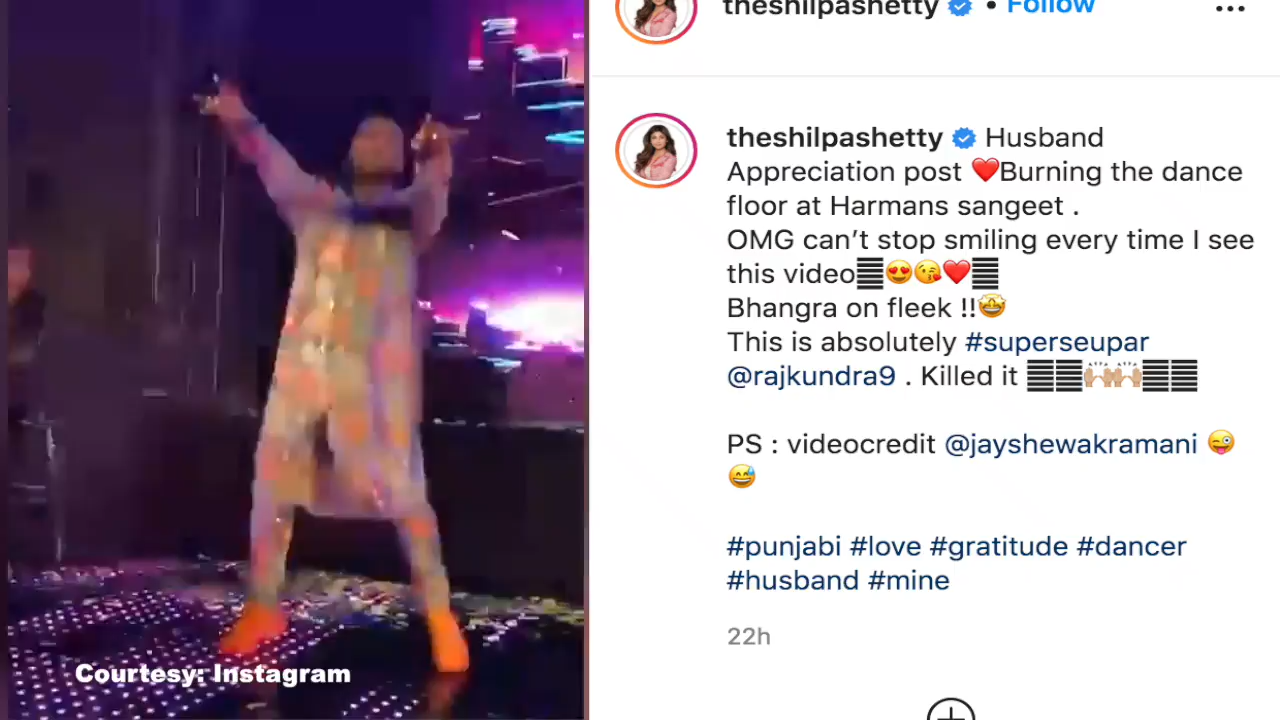 theshilpashetty • Follow
theshilpashetty Husband
Appreciation post ❤️Burning the dance
floor at Harmans sangeet .
OMG can’t stop smiling every time I see
this video😍😘❤️
Bhangra on fleek !!🤩
This is absolutely #superseupar
@rajkundra9 . Killed it 🙌🏼🙌🏼
PS : videocredit @jayshewakramani 😜
😅
#punjabi #love #gratitude #dancer
#husband #mine
22h
Courtesy: Instagram